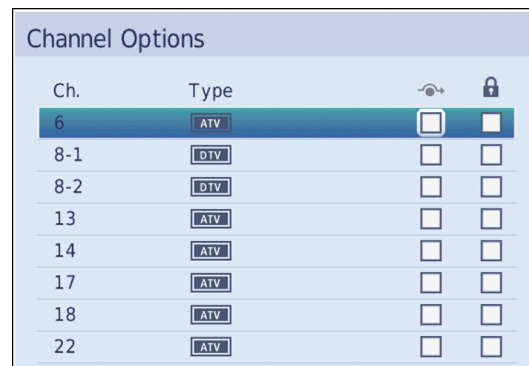 Channel Options
Ch. Type
6 ATV
8-1 DTV
8-2 DTV
13 ATV
14 ATV
17 ATV
18 ATV
22 ATV